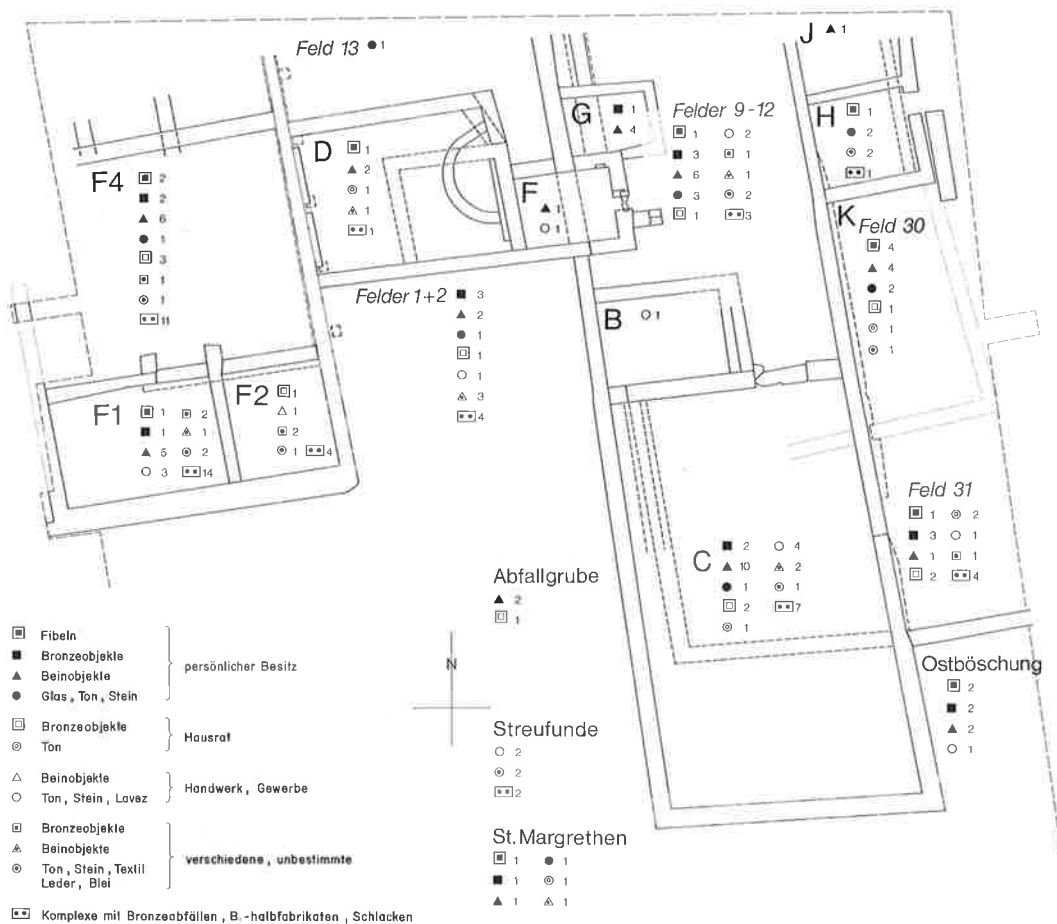 Feld 13 ● 1
J ▲ 1
F4
▣ 2
■ 2
▲ 6
● 1
□ 3
▣ 1
◉ 1
11
D
▣ 1
▲ 2
◎ 1
△ 1
1
G
■ 1
▲ 4
F
▲ 1
○ 1
Felder 9-12
▣ 1 ○ 2
■ 3 ▣ 1
▲ 6 △ 1
● 3 ◉ 2
□ 1 3
H
▣ 1
● 2
◉ 2
1
K
Feld 30
▣ 4
▲ 4
● 2
□ 1
◎ 1
◉ 1
Felder 1+2
■ 3
▲ 2
● 1
□ 1
○ 1
△ 3
4
B ○ 1
F1
▣ 1 ▣ 2
■ 1 △ 1
▲ 5 ◉ 2
○ 3 14
F2
□ 1
△ 1
▣ 2
◉ 1 4
Feld 31
▣ 1 ◎ 2
■ 3 ○ 1
▲ 1 ▣ 1
□ 2 4
C
■ 2 ○ 4
▲ 10 △ 2
● 1 ◉ 1
□ 2 7
◎ 1
Abfallgrube
▲ 2
□ 1
N
Ostböschung
▣ 2
■ 2
▲ 2
○ 1
Streufunde
○ 2
◉ 2
2
St. Margrethen
▣ 1 ● 1
■ 1 ◎ 1
▲ 1 △ 1
Fibeln
Bronzeobjekte
Beinobjekte
Glas, Ton, Stein
persönlicher Besitz
Bronzeobjekte
Ton
Hausrat
Beinobjekte
Ton, Stein, Lavez
Handwerk, Gewerbe
Bronzeobjekte
Beinobjekte
Ton, Stein, Textil
Leder, Blei
verschiedene, unbestimmte
Komplexe mit Bronzeabfällen, B.-halbfabrikaten, Schlacken